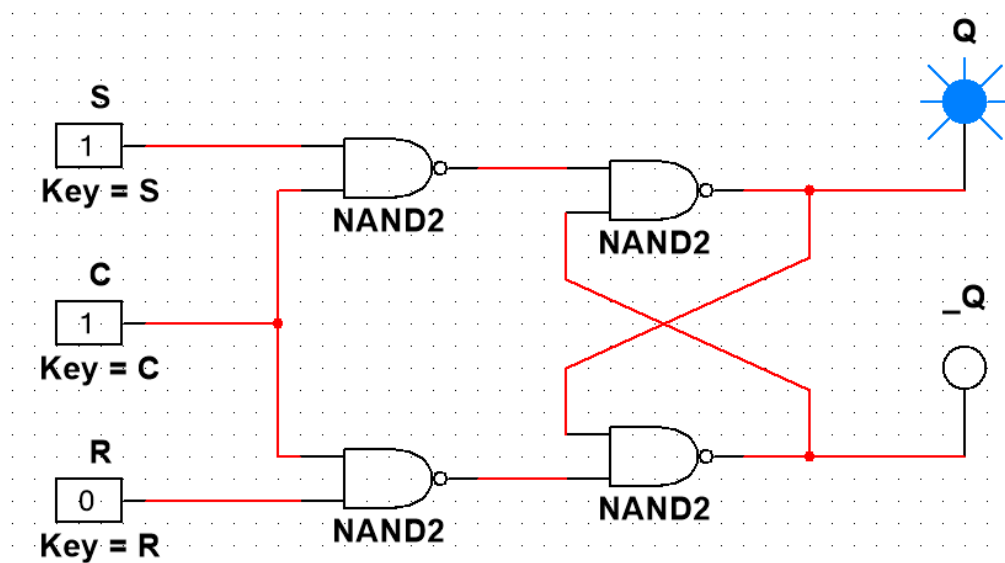 Q
S
1
Key = S
NAND2
NAND2
C
1
Key = C
_Q
R
0
Key = R
NAND2
NAND2